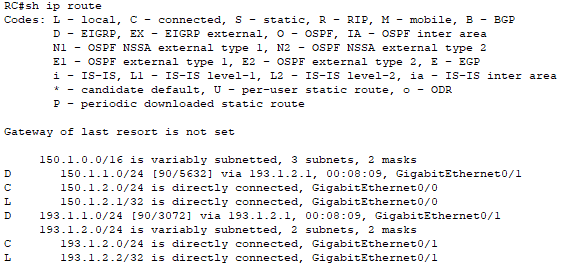 RC#sh ip route
Codes: L - local, C - connected, S - static, R - RIP, M - mobile, B - BGP
       D - EIGRP, EX - EIGRP external, O - OSPF, IA - OSPF inter area
       N1 - OSPF NSSA external type 1, N2 - OSPF NSSA external type 2
       E1 - OSPF external type 1, E2 - OSPF external type 2, E - EGP
       i - IS-IS, L1 - IS-IS level-1, L2 - IS-IS level-2, ia - IS-IS inter area
       * - candidate default, U - per-user static route, o - ODR
       P - periodic downloaded static route

Gateway of last resort is not set

     150.1.0.0/16 is variably subnetted, 3 subnets, 2 masks
D       150.1.1.0/24 [90/5632] via 193.1.2.1, 00:08:09, GigabitEthernet0/1
C       150.1.2.0/24 is directly connected, GigabitEthernet0/0
L       150.1.2.1/32 is directly connected, GigabitEthernet0/0
D    193.1.1.0/24 [90/3072] via 193.1.2.1, 00:08:09, GigabitEthernet0/1
     193.1.2.0/24 is variably subnetted, 2 subnets, 2 masks
C       193.1.2.0/24 is directly connected, GigabitEthernet0/1
L       193.1.2.2/32 is directly connected, GigabitEthernet0/1